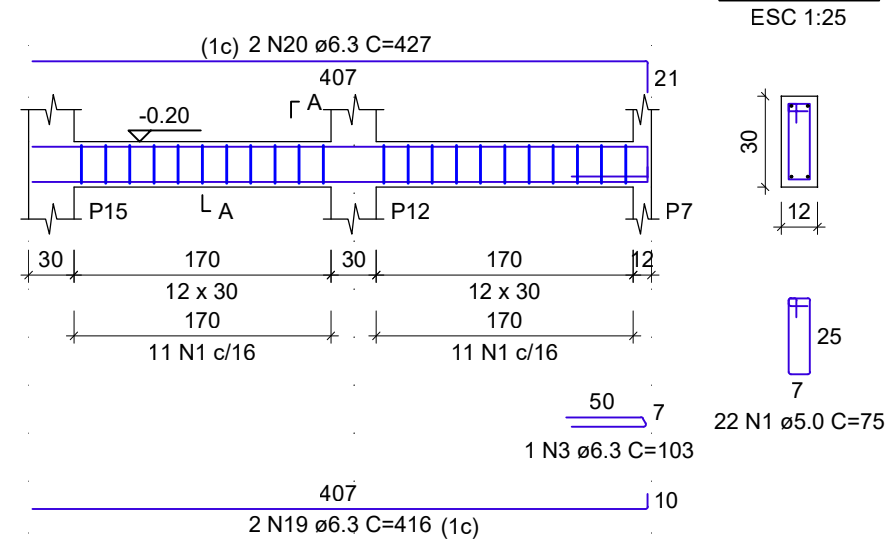 ESC 1:25
(1c) 2 N20 ø6.3 C=427
407
21
A
-0.20
30
P15
A
P12
P7
12
30
170
30
170
12
12 x 30
12 x 30
170
170
11 N1 c/16
11 N1 c/16
25
7
22 N1 ø5.0 C=75
50
7
1 N3 ø6.3 C=103
407
10
2 N19 ø6.3 C=416 (1c)